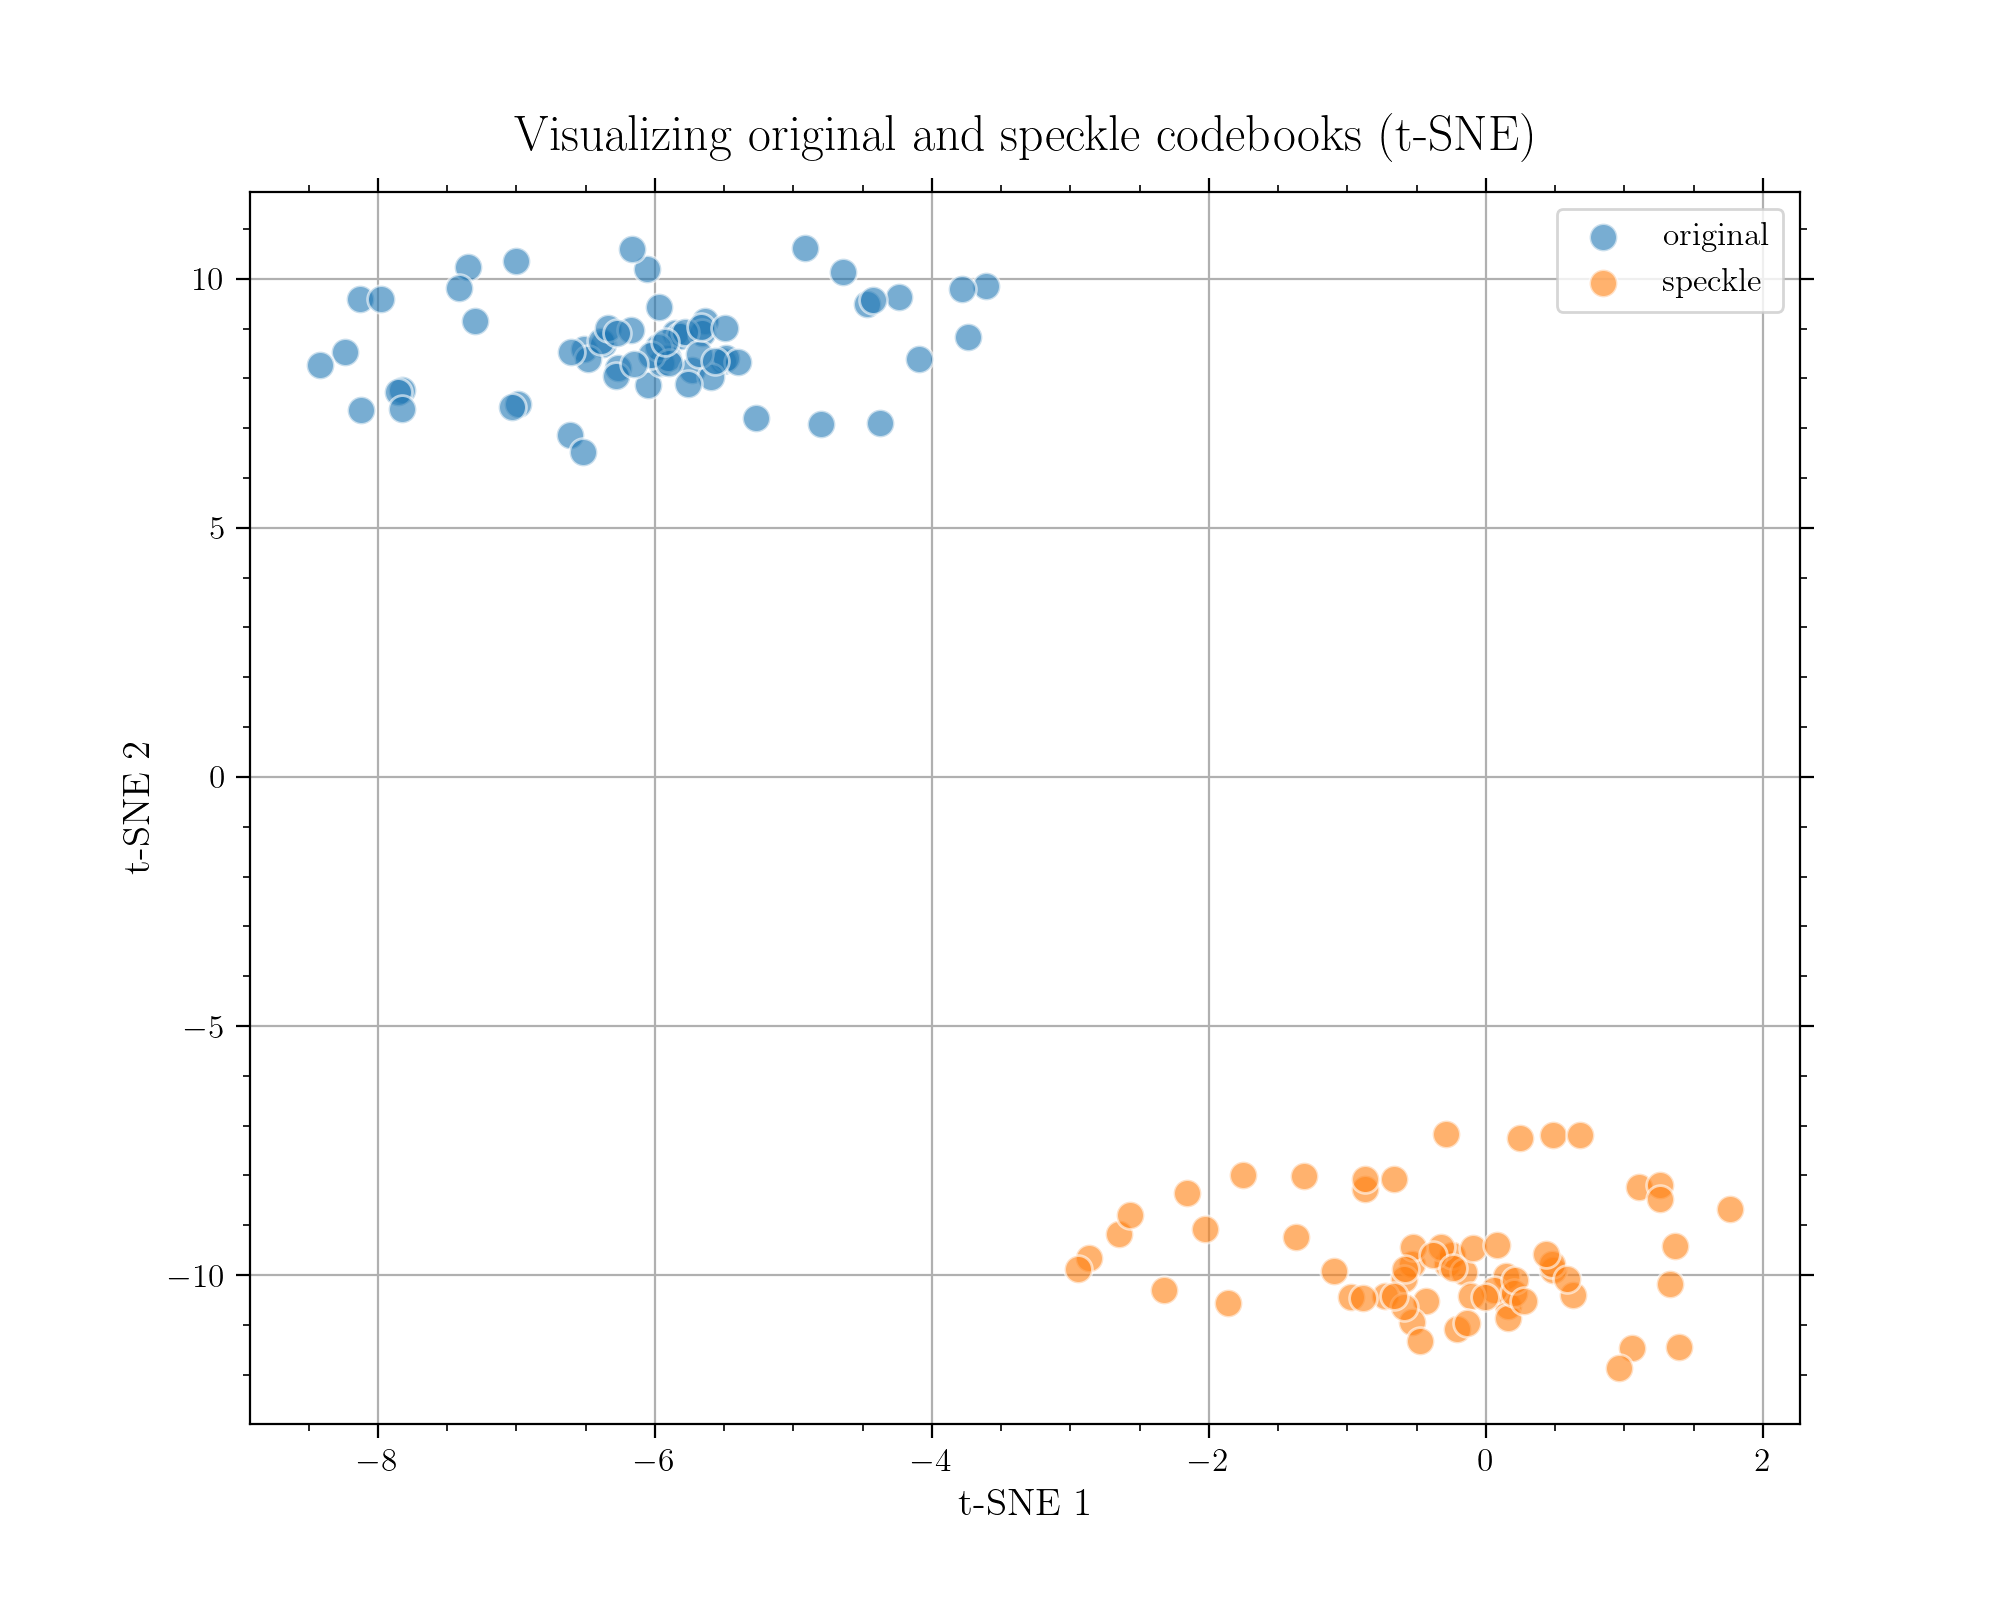 Visualizing original and speckle codebooks (t-SNE)
original
speckle
10
5
0
−5
−10
t-SNE 2
−8
−6
−4
−2
0
2
t-SNE 1